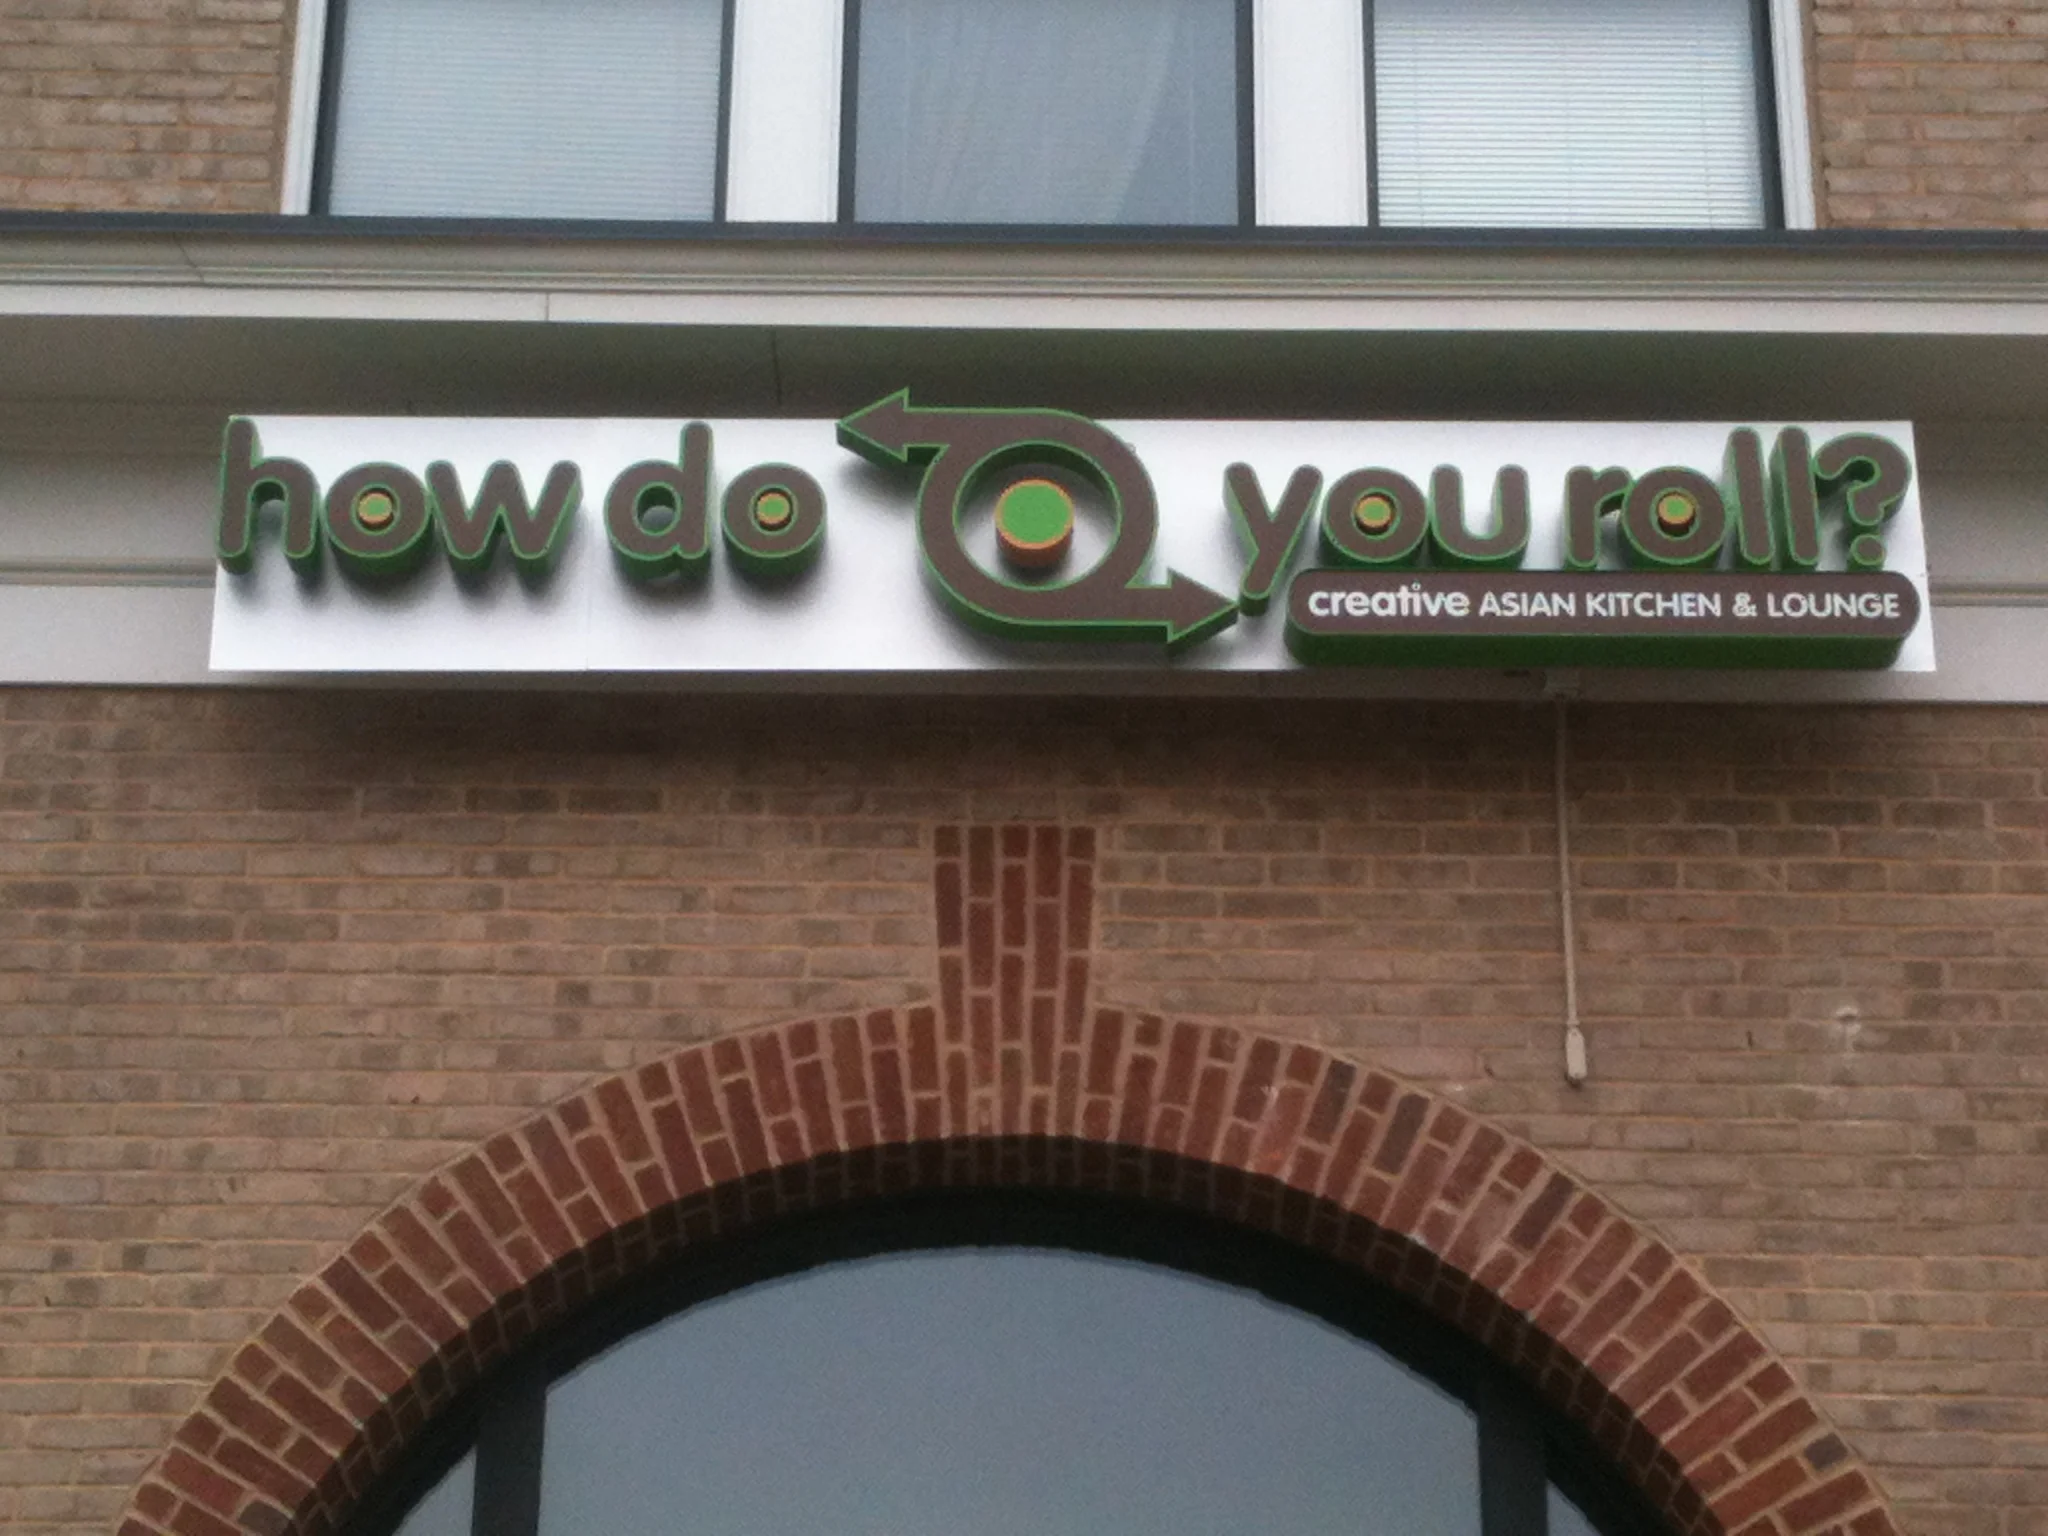 how do you roll?
creative ASIAN KITCHEN & LOUNGE